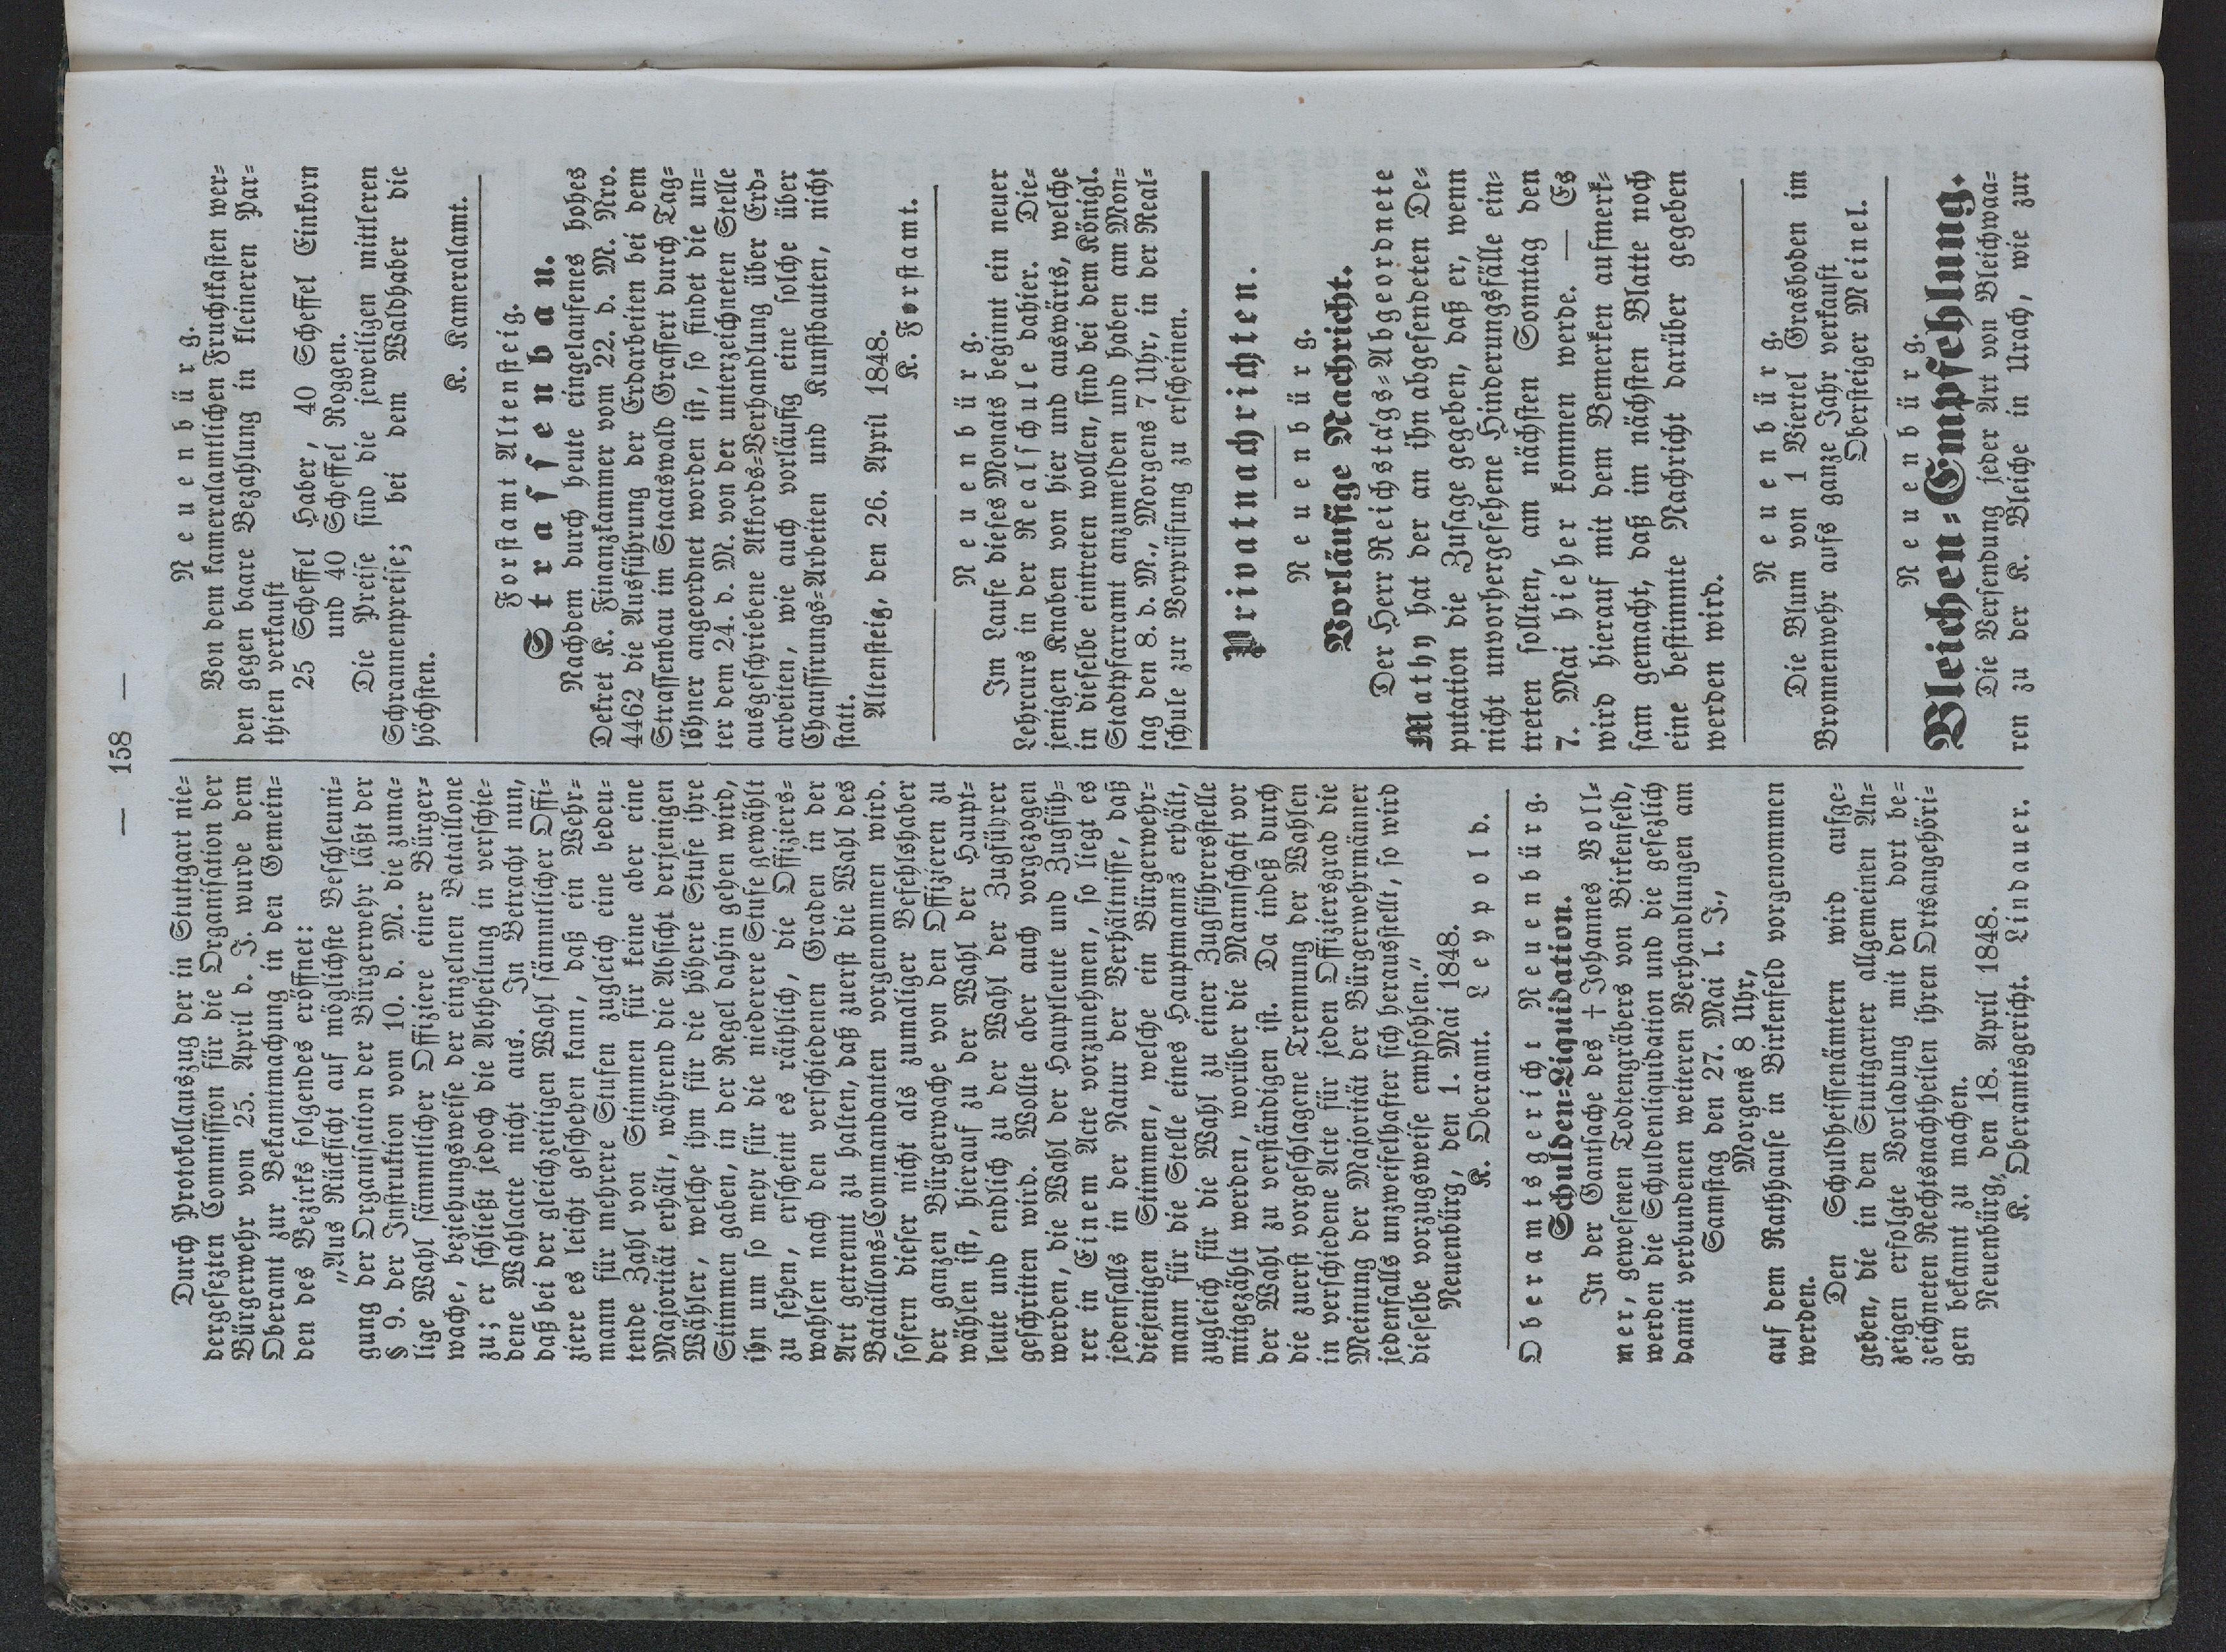 — 158 —
Durch Protokollauszug der in Stuttgart nie-
dergesezten Commission für die Organisation der
Bürgerwehr vom 25. April d. J. wurde dem
Oberamt zur Bekanntmachung in den Gemein-
den des Bezirks folgendes eröffnet:
„Aus Rücksicht auf möglichste Beschleuni-
gung der Organisation der Bürgerwehr läßt der
§ 9. der Instruktion vom 10. d. M. die zuma-
lige Wahl sämmtlicher Offiziere einer Bürger-
wache, beziehungsweise der einzelnen Bataillone
zu; er schließt jedoch die Abtheilung in verschie-
dene Wahlacte nicht aus. In Betracht nun,
daß bei der gleichzeitigen Wahl sämmtlicher Offi-
ziere es leicht geschehen kann, daß ein Wehr-
mann für mehrere Stufen zugleich eine bedeu-
tende Zahl von Stimmen für keine aber eine
Majorität erhält, während die Absicht derjenigen
Wähler, welche ihm für die höhere Stufe ihre
Stimmen gaben, in der Regel dahin gehen wird,
ihn um so mehr für die niederere Stufe gewählt
zu sehen, erscheint es räthlich, die Offiziers-
wahlen nach den verschiedenen Graden in der
Art getrennt zu halten, daß zuerst die Wahl des
Bataillons-Commandanten vorgenommen wird.
sofern dieser nicht als zumaliger Befehlshaber
der ganzen Bürgerwache von den Offizieren zu
wählen ist, hierauf zu der Wahl der Haupt-
leute und endlich zu der Wahl der Zugführer
geschritten wird. Wollte aber auch vorgezogen
werden, die Wahl der Hauptleute und Zugfüh-
rer in Einem Acte vorzunehmen, so liegt es
jedenfalls in der Natur der Verhältnisse, daß
diejenigen Stimmen, welche ein Bürgerwehr-
mann für die Stelle eines Hauptmanns erhält,
zugleich für die Wahl zu einer Zugführersstelle
mitgezählt werden, worüber die Mannschaft vor
der Wahl zu verständigen ist. Da indeß durch
die zuerst vorgeschlagene Trennung der Wahlen
in verschiedene Acte für jeden Offiziersgrad die
Meinung der Majorität der Bürgerwehrmänner
jedenfalls unzweifelhafter sich herausstellt, so wird
dieselbe vorzugsweise empfohlen.“
Neuenbürg, den 1. Mai 1848.
K. Oberamt. Leypold.
Oberamtsgericht Neuenbürg.
Schulden-Liquidation.
In der Gantsache des † Johannes Voll-
mer, gewesenen Todtengräbers von Birkenfeld,
werden die Schuldenliquidation und die gesezlich
damit verbundenen weiteren Verhandlungen am
Samstag den 27. Mai l. J.,
Morgens 8 Uhr,
auf dem Rathhause in Birkenfeld vorgenommen
werden.
Den Schuldheissenämtern wird aufge-
geben, die in den Stuttgarter allgemeinen An-
zeigen erfolgte Vorladung mit den dort be-
zeichneten Rechtsnachtheilen ihren Ortsangehöri-
gen bekannt zu machen.
Neuenbürg, den 18. April 1848.
K. Oberamtsgericht. Lindauer.
Neuenbürg.
Von dem kameralamtlichen Fruchtkasten wer-
den gegen baare Bezahlung in kleineren Par-
thien verkauft
25 Scheffel Haber, 40 Scheffel Einkorn
und 40 Scheffel Roggen.
Die Preise sind die jeweiligen mittleren
Schrannenpreise; bei dem Waldhaber die
höchsten.
K. Kameralamt.
Forstamt Altensteig.
Strassenbau.
Nachdem durch heute eingelaufenes hohes
Dekret K. Finanzkammer vom 22. d. M. Nro.
4462 die Ausführung der Erdarbeiten bei dem
Strassenbau im Staatswald Grassert durch Tag-
löhner angeordnet worden ist, so findet die un-
ter dem 24. d. M. von der unterzeichneten Stelle
ausgeschriebene Akkords-Verhandlung über Erd-
arbeiten, wie auch vorläufig eine solche über
Chaussirungs-Arbeiten und Kunstbauten, nicht
statt.
Altensteig, den 26. April 1848.
K. Forstamt.
Neuenbürg.
Im Laufe dieses Monats beginnt ein neuer
Lehrcurs in der Realschule dahier. Die-
jenigen Knaben von hier und auswärts, welche
in dieselbe eintreten wollen, sind bei dem Königl.
Stadtpfarramt anzumelden und haben am Mon-
tag den 8. d. M., Morgens 7 Uhr, in der Real-
schule zur Vorprüfung zu erscheinen.
Privatnachrichten.
Neuenbürg.
Vorläufige Nachricht.
Der Herr Reichstags-Abgeordnete
Mathy hat der an ihn abgesendeten De-
putation die Zusage gegeben, daß er, wenn
nicht unvorhergesehene Hinderungsfälle ein-
treten sollten, am nächsten Sonntag den
7. Mai hieher kommen werde. — Es
wird hierauf mit dem Bemerken aufmerk-
sam gemacht, daß im nächsten Blatte noch
eine bestimmte Nachricht darüber gegeben
werden wird.
Neuenbürg.
Die Blum von 1 Viertel Grasboden im
Bronnenwehr aufs ganze Jahr verkauft
Obersteiger Meinel.
Neuenbürg.
Bleichen-Empfehlung.
Die Versendung jeder Art von Bleichwaa-
ren zu der K. Bleiche in Urach, wie zur